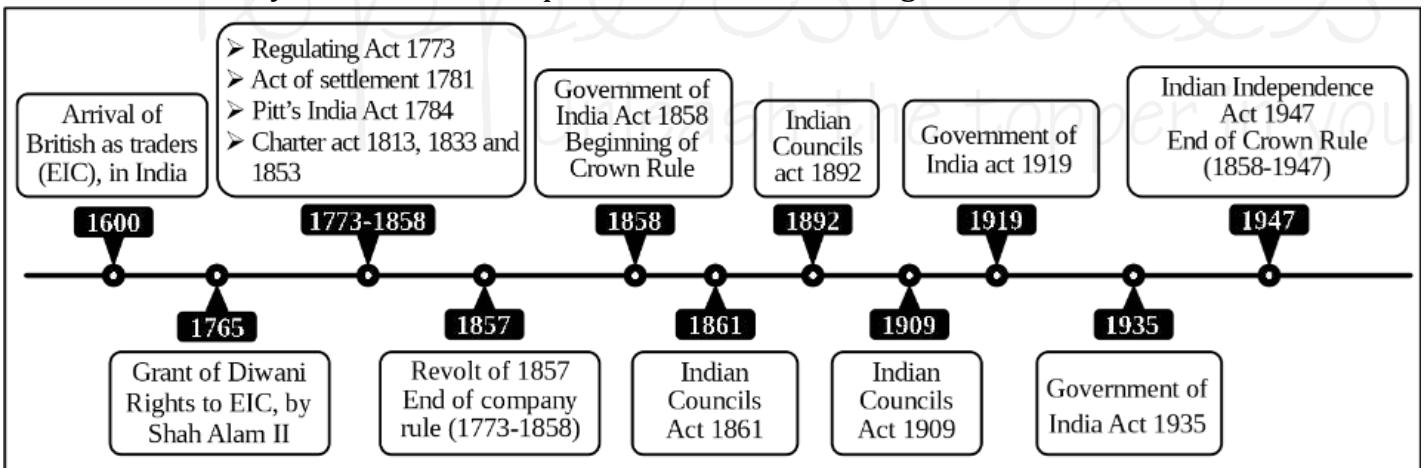 Arrival of
British as traders
(EIC), in India
1600
➢ Regulating Act 1773
➢ Act of settlement 1781
➢ Pitt's India Act 1784
➢ Charter act 1813, 1833 and
1853
1773-1858
Government of
India Act 1858
Beginning of
Crown Rule
1858
Indian
Councils
act 1892
1892
Government of
India act 1919
1919
Indian Independence
Act 1947
End of Crown Rule
(1858-1947)
1947
1765
Grant of Diwani
Rights to EIC, by
Shah Alam II
1857
Revolt of 1857
End of company
rule (1773-1858)
1861
Indian
Councils
Act 1861
1909
Indian
Councils
Act 1909
1935
Government of
India Act 1935
the topper in you